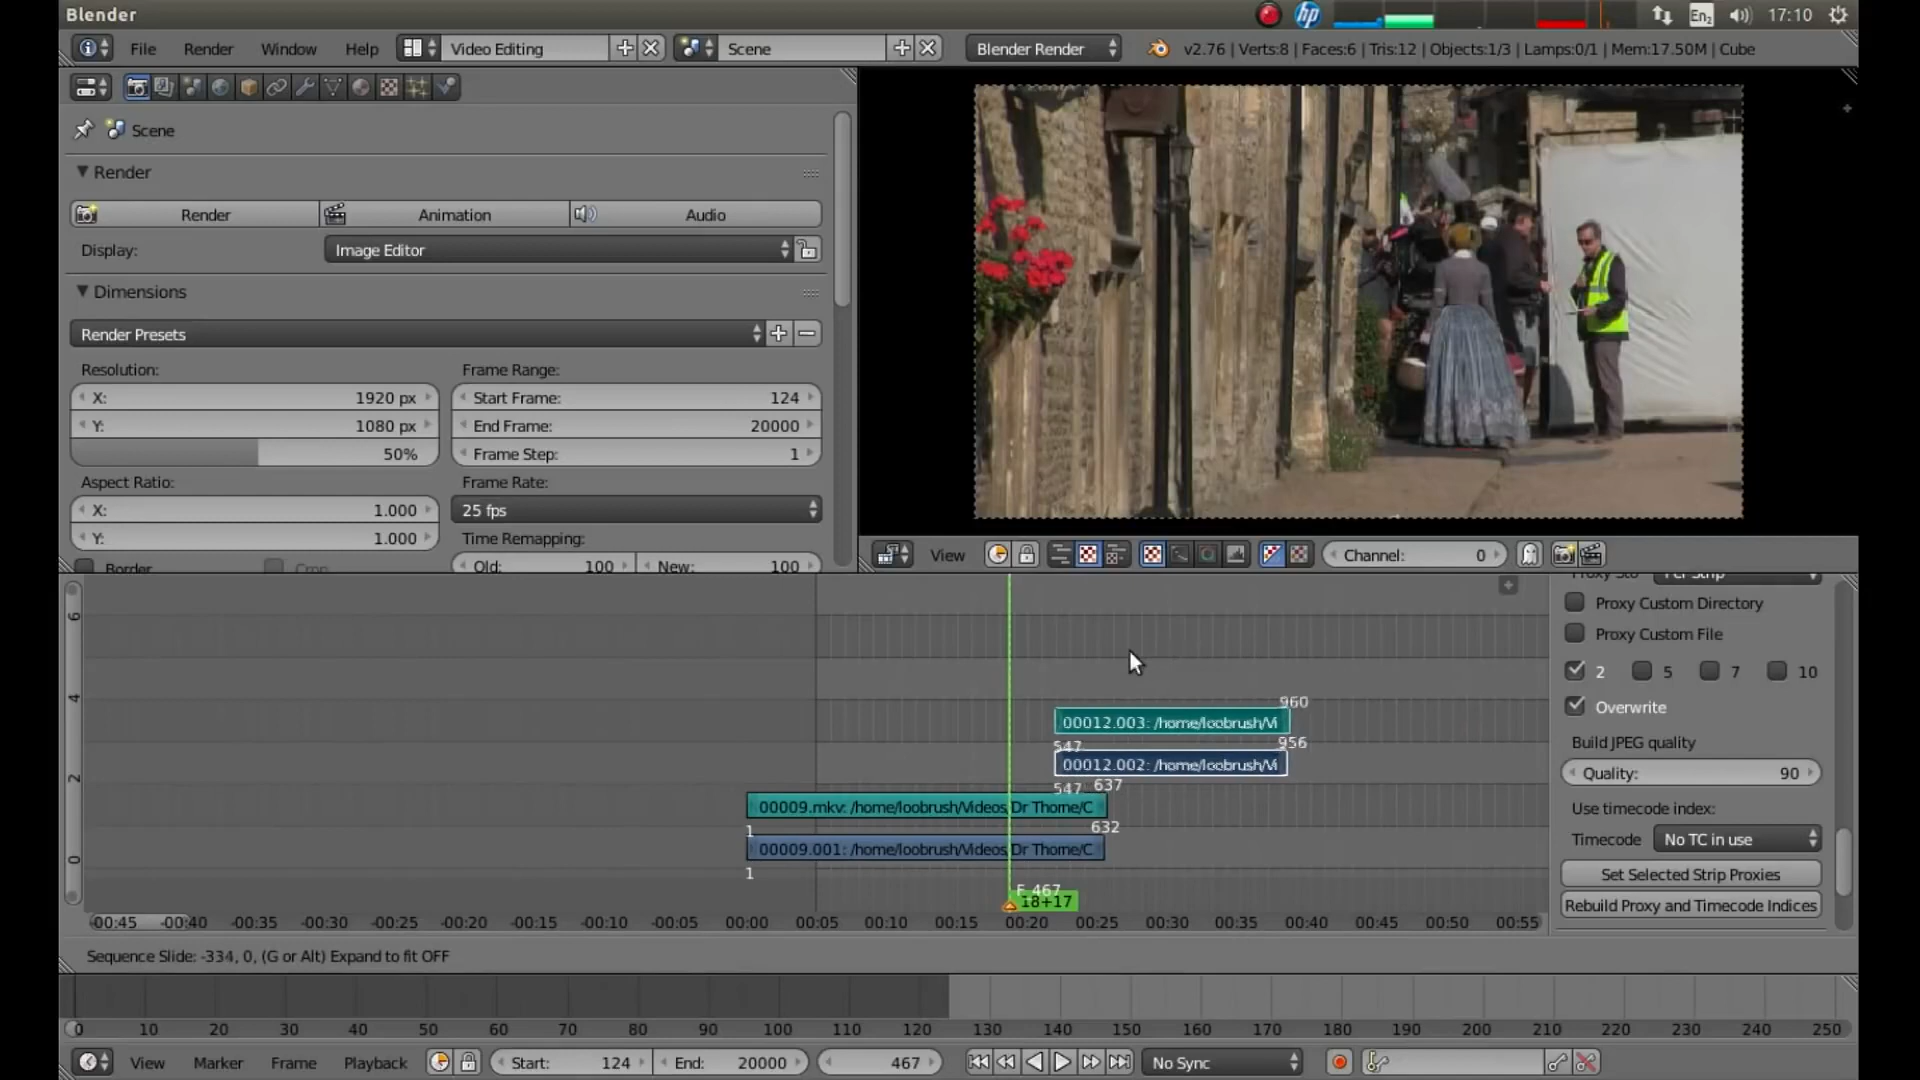 Blender
hp
En2
17:10
File Render Window Help Video Editing Scene Blender Render v2.76 | Verts:8 | Faces:6 | Tris:12 | Objects:1/3 | Lamps:0/1 | Mem:17.50M | Cube
Scene
Render
Render Animation Audio
Display: Image Editor
Dimensions
Render Presets
Resolution: Frame Range:
X: 1920 px Start Frame: 124
Y: 1080 px End Frame: 20000
50% Frame Step: 1
Aspect Ratio: Frame Rate:
X: 1.000 25 fps
Y: 1.000 Time Remapping:
Border Crop Old: 100 New: 100
View Channel: 0
Per Strip
Proxy Custom Directory
Proxy Custom File
2 5 7 10
Overwrite
Build JPEG quality
Quality: 90
Use timecode index:
Timecode No TC in use
Set Selected Strip Proxies
Rebuild Proxy and Timecode Indices
6
4
2
0
960
00012.003: /home/loobrush/Vi
547 956
00012.002: /home/loobrush/Vi
547 637
00009.mkv: /home/loobrush/Videos/Dr Thorne/C
1 632
00009.001: /home/loobrush/Videos/Dr Thorne/C
1
F 467
18+17
-00:45 -00:40 -00:35 -00:30 -00:25 -00:20 -00:15 -00:10 -00:05 00:00 00:05 00:10 00:15 00:20 00:25 00:30 00:35 00:40 00:45 00:50 00:55
Sequence Slide: -334, 0, (G or Alt) Expand to fit OFF
0 10 20 30 40 50 60 70 80 90 100 110 120 130 140 150 160 170 180 190 200 210 220 230 240 250
View Marker Frame Playback Start: 124 End: 20000 467 No Sync